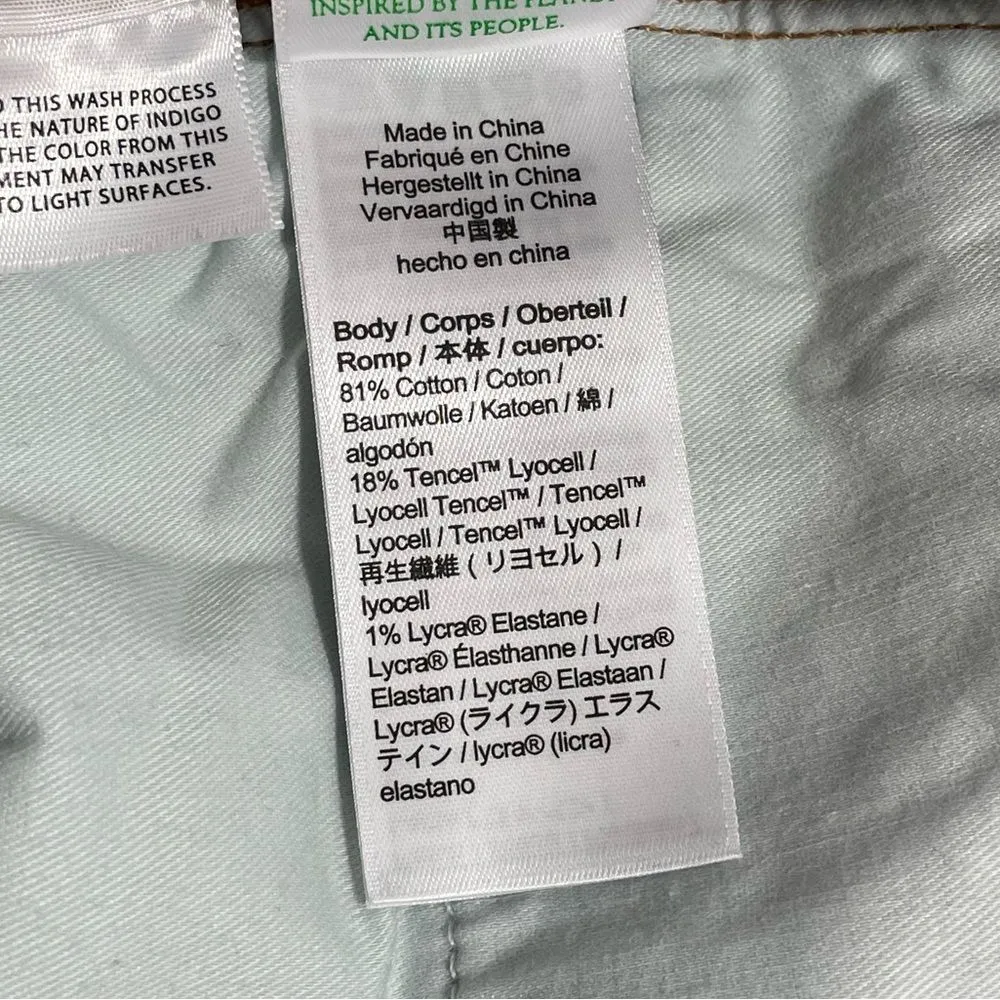 THIS WASH PROCESS
NATURE OF INDIGO
THE COLOR FROM THIS
MAY TRANSFER
TO LIGHT SURFACES.
INSPIRED BY THE PLANET
AND ITS PEOPLE.
Made in China
Fabriqué en Chine
Hergestellt in China
Vervaardigd in China
中国製
hecho en china
Body / Corps / Oberteil /
Romp / 本体 / cuerpo:
81% Cotton / Coton /
Baumwolle / Katoen / 綿 /
algodón
18% Tencel™ Lyocell /
Lyocell Tencel™ / Tencel™
Lyocell / Tencel™ Lyocell /
再生繊維 ( リヨセル ) /
lyocell
1% Lycra® Elastane /
Lycra® Élasthanne / Lycra®
Elastan / Lycra® Elastaan /
Lycra® (ライクラ) エラス
テイン / lycra® (licra)
elastano